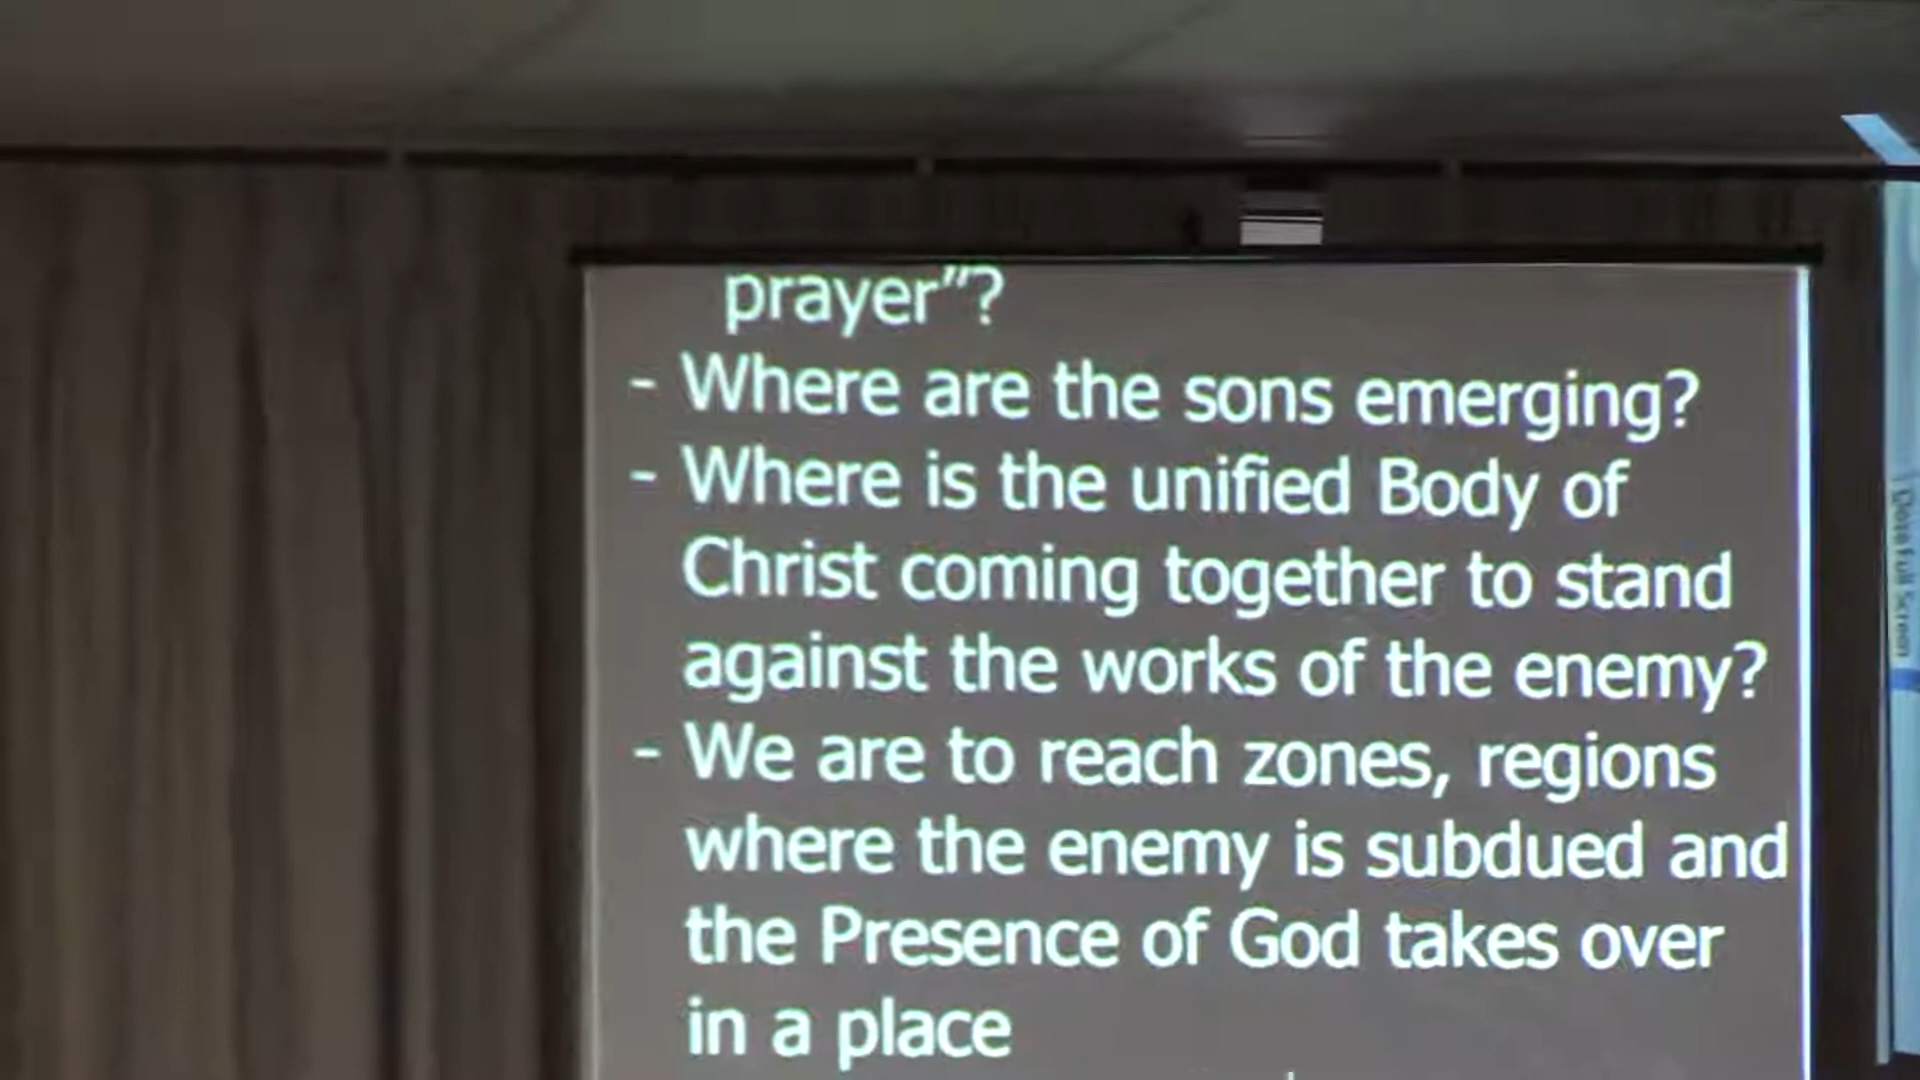 prayer”?
- Where are the sons emerging?
- Where is the unified Body of
Christ coming together to stand
against the works of the enemy?
- We are to reach zones, regions
where the enemy is subdued and
the Presence of God takes over
in a place
Full Screen